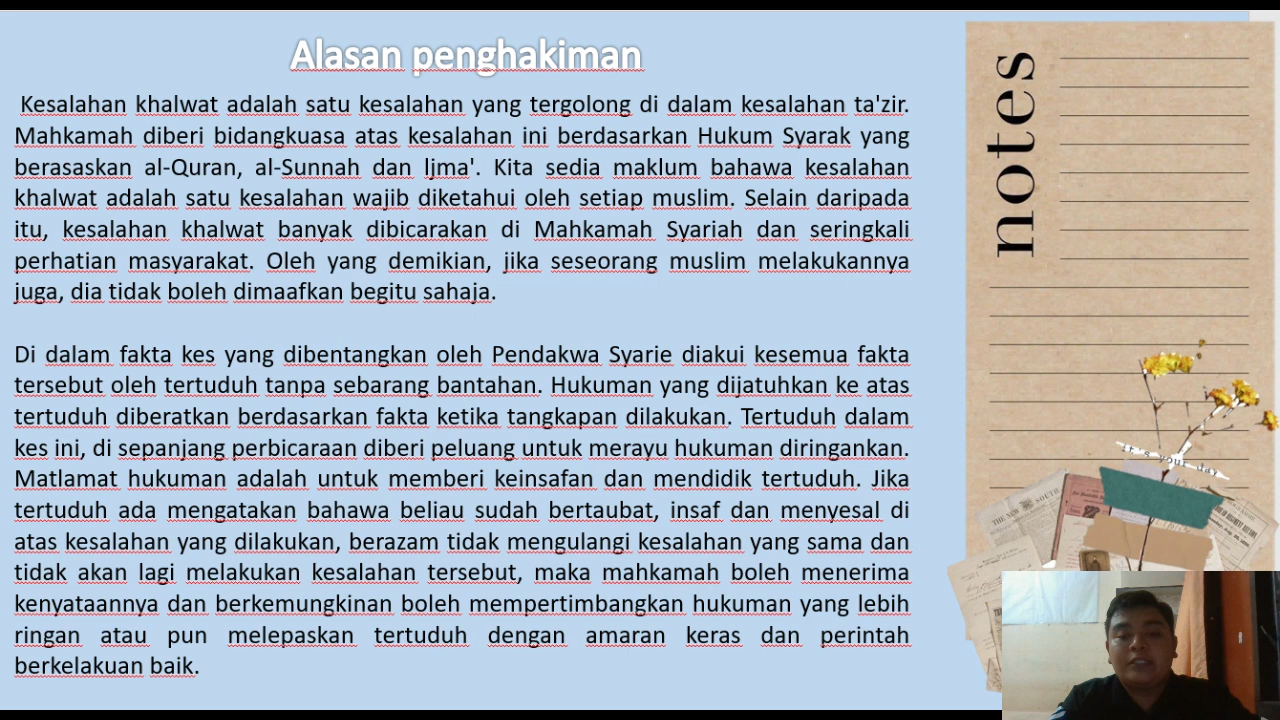 Alasan penghakiman
Kesalahan khalwat adalah satu kesalahan yang tergolong di dalam kesalahan ta'zir.
Mahkamah diberi bidangkuasa atas kesalahan ini berdasarkan Hukum Syarak yang
berasaskan al-Quran, al-Sunnah dan Ijma'. Kita sedia maklum bahawa kesalahan
khalwat adalah satu kesalahan wajib diketahui oleh setiap muslim. Selain daripada
itu, kesalahan khalwat banyak dibicarakan di Mahkamah Syariah dan seringkali
perhatian masyarakat. Oleh yang demikian, jika seseorang muslim melakukannya
juga, dia tidak boleh dimaafkan begitu sahaja.
Di dalam fakta kes yang dibentangkan oleh Pendakwa Syarie diakui kesemua fakta
tersebut oleh tertuduh tanpa sebarang bantahan. Hukuman yang dijatuhkan ke atas
tertuduh diberatkan berdasarkan fakta ketika tangkapan dilakukan. Tertuduh dalam
kes ini, di sepanjang perbicaraan diberi peluang untuk merayu hukuman diringankan.
Matlamat hukuman adalah untuk memberi keinsafan dan mendidik tertuduh. Jika
tertuduh ada mengatakan bahawa beliau sudah bertaubat, insaf dan menyesal di
atas kesalahan yang dilakukan, berazam tidak mengulangi kesalahan yang sama dan
tidak akan lagi melakukan kesalahan tersebut, maka mahkamah boleh menerima
kenyataannya dan berkemungkinan boleh mempertimbangkan hukuman yang lebih
ringan atau pun melepaskan tertuduh dengan amaran keras dan perintah
berkelakuan baik.
notes
it's your day
THE NEW SOUTH